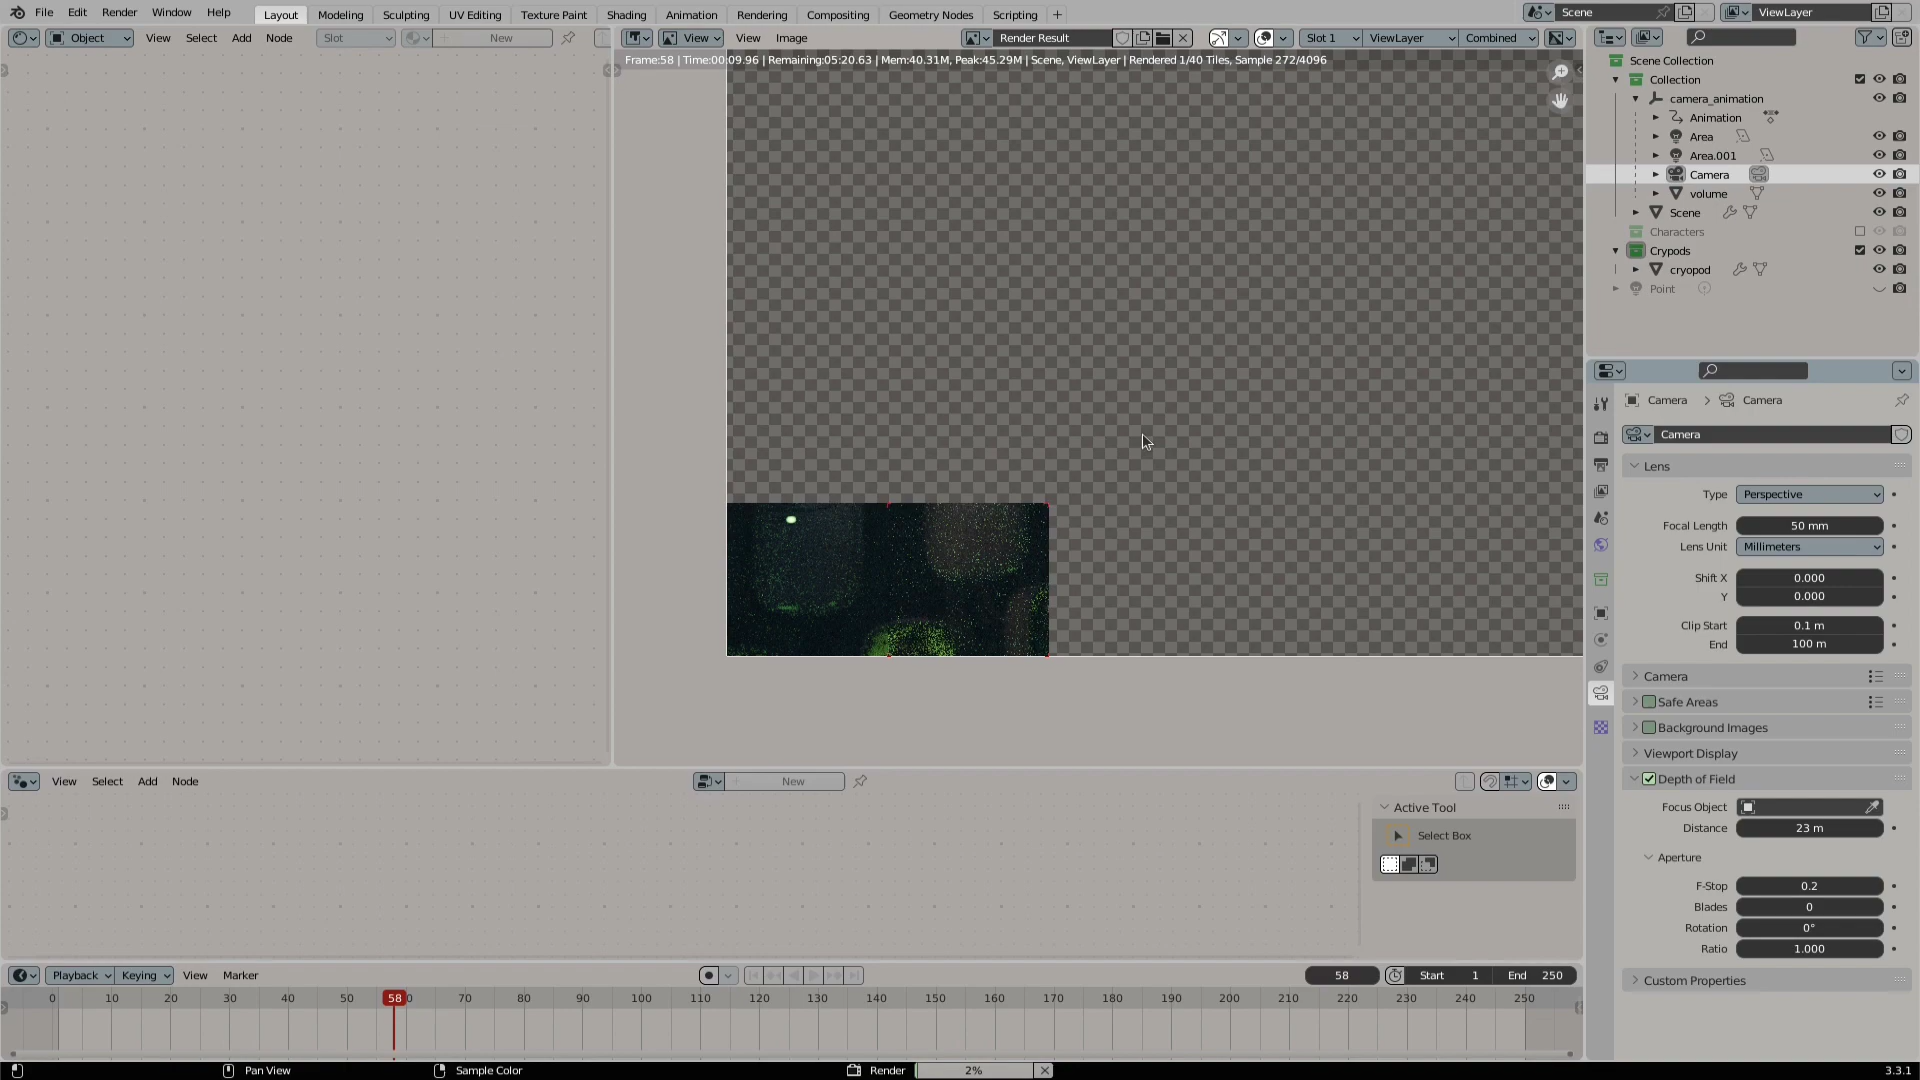 File Edit Render Window Help Layout Modeling Sculpting UV Editing Texture Paint Shading Animation Rendering Compositing Geometry Nodes Scripting + Scene ViewLayer
Object View Select Add Node Slot New View View Image Render Result Slot 1 ViewLayer Combined
Frame:58 | Time:00:09.96 | Remaining:05:20.63 | Mem:40.31M, Peak:45.29M | Scene, ViewLayer | Rendered 1/40 Tiles, Sample 272/4096
Scene Collection
Collection
camera_animation
Animation
Area
Area.001
Camera
volume
Scene
Characters
Crypods
cryopod
Point
Camera > Camera
Camera
Lens
Type Perspective
Focal Length 50 mm
Lens Unit Millimeters
Shift X 0.000
Y 0.000
Clip Start 0.1 m
End 100 m
Camera
Safe Areas
Background Images
Viewport Display
Depth of Field
Focus Object
Distance 23 m
Aperture
F-Stop 0.2
Blades 0
Rotation 0°
Ratio 1.000
Custom Properties
View Select Add Node New
Active Tool
Select Box
Playback Keying View Marker 58 Start 1 End 250
0 10 20 30 40 50 58 0 70 80 90 100 110 120 130 140 150 160 170 180 190 200 210 220 230 240 250
Pan View Sample Color Render 2% 3.3.1